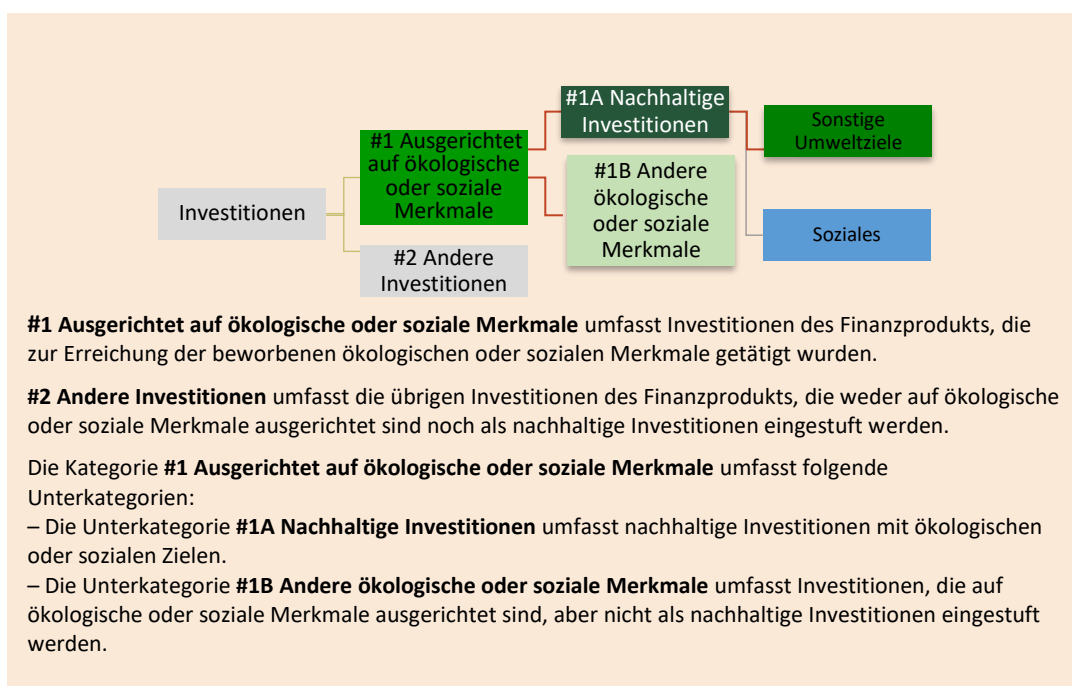 #1A Nachhaltige
Investitionen
Sonstige
Umweltziele
#1 Ausgerichtet
auf ökologische
oder soziale
Merkmale
#1B Andere
ökologische
oder soziale
Merkmale
Investitionen
Soziales
#2 Andere
Investitionen
#1 Ausgerichtet auf ökologische oder soziale Merkmale umfasst Investitionen des Finanzprodukts, die
zur Erreichung der beworbenen ökologischen oder sozialen Merkmale getätigt wurden.
#2 Andere Investitionen umfasst die übrigen Investitionen des Finanzprodukts, die weder auf ökologische
oder soziale Merkmale ausgerichtet sind noch als nachhaltige Investitionen eingestuft werden.
Die Kategorie #1 Ausgerichtet auf ökologische oder soziale Merkmale umfasst folgende
Unterkategorien:
– Die Unterkategorie #1A Nachhaltige Investitionen umfasst nachhaltige Investitionen mit ökologischen
oder sozialen Zielen.
– Die Unterkategorie #1B Andere ökologische oder soziale Merkmale umfasst Investitionen, die auf
ökologische oder soziale Merkmale ausgerichtet sind, aber nicht als nachhaltige Investitionen eingestuft
werden.